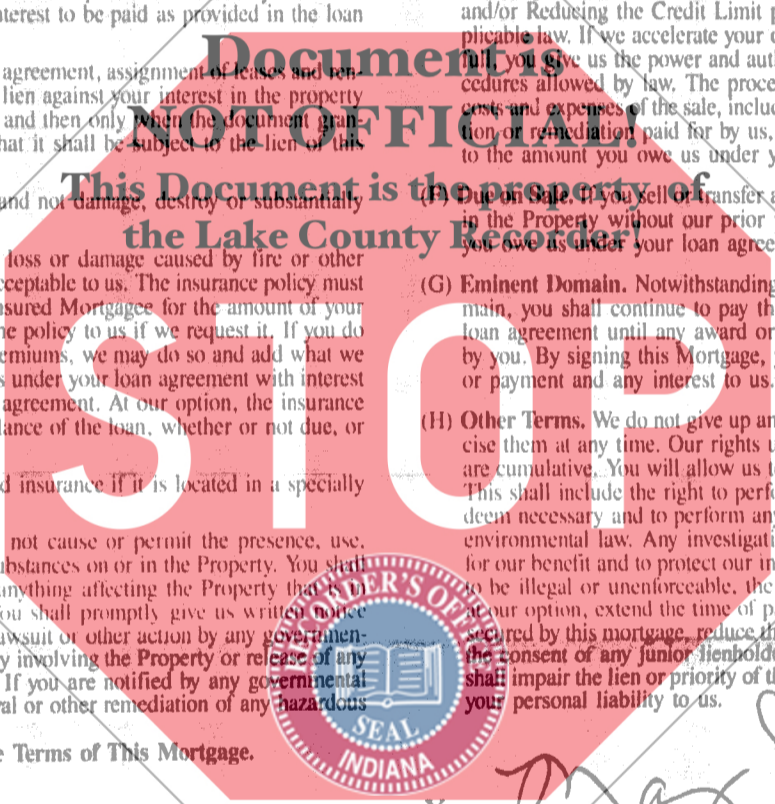 terest to be paid as provided in the loan
agreement, assignment of leases and ren-
lien against your interest in the property
and then only when the document gran-
hat it shall be subject to the lien of this
and not damage, destroy or substantially
loss or damage caused by fire or other
cceptable to us. The insurance policy must
nsured Mortgagee for the amount of your
he policy to us if we request it. If you do
emiums, we may do so and add what we
s under your loan agreement with interest
agreement. At our option, the insurance
lance of the loan, whether or not due, or
d insurance if it is located in a specially
not cause or permit the presence, use,
ubstances on or in the Property. You shall
anything affecting the Property that is in
You shall promptly give us written notice
awsuit or other action by any governmen-
y involving the Property or release of any
If you are notified by any governmental
al or other remediation of any hazardous
e Terms of This Mortgage.
and/or Reducing the Credit Limit
plicable law. If we accelerate your
full, you give us the power and aut
cedures allowed by law. The proce
costs and expenses of the sale, includ
tion or remediation paid for by us,
to the amount you owe us under y
(F) Due on Sale. If you sell or transfer
in the Property without our prior
you owe us under your loan agree
(G) Eminent Domain. Notwithstanding
main, you shall continue to pay th
loan agreement until any award or
by you. By signing this Mortgage,
or payment and any interest to us.
(H) Other Terms. We do not give up an
cise them at any time. Our rights u
are cumulative. You will allow us t
This shall include the right to perf
deem necessary and to perform an
environmental law. Any investigati
for our benefit and to protect our in
to be illegal or unenforceable, the
at our option, extend the time of p
secured by this mortgage, reduce th
the consent of any junior lienholde
shall impair the lien or priority of th
your personal liability to us.
Document is
NOT OFFICIAL!
This Document is the property of
the Lake County Recorder!
STOP
RECORDER'S OFFI
SEAL
INDIANA